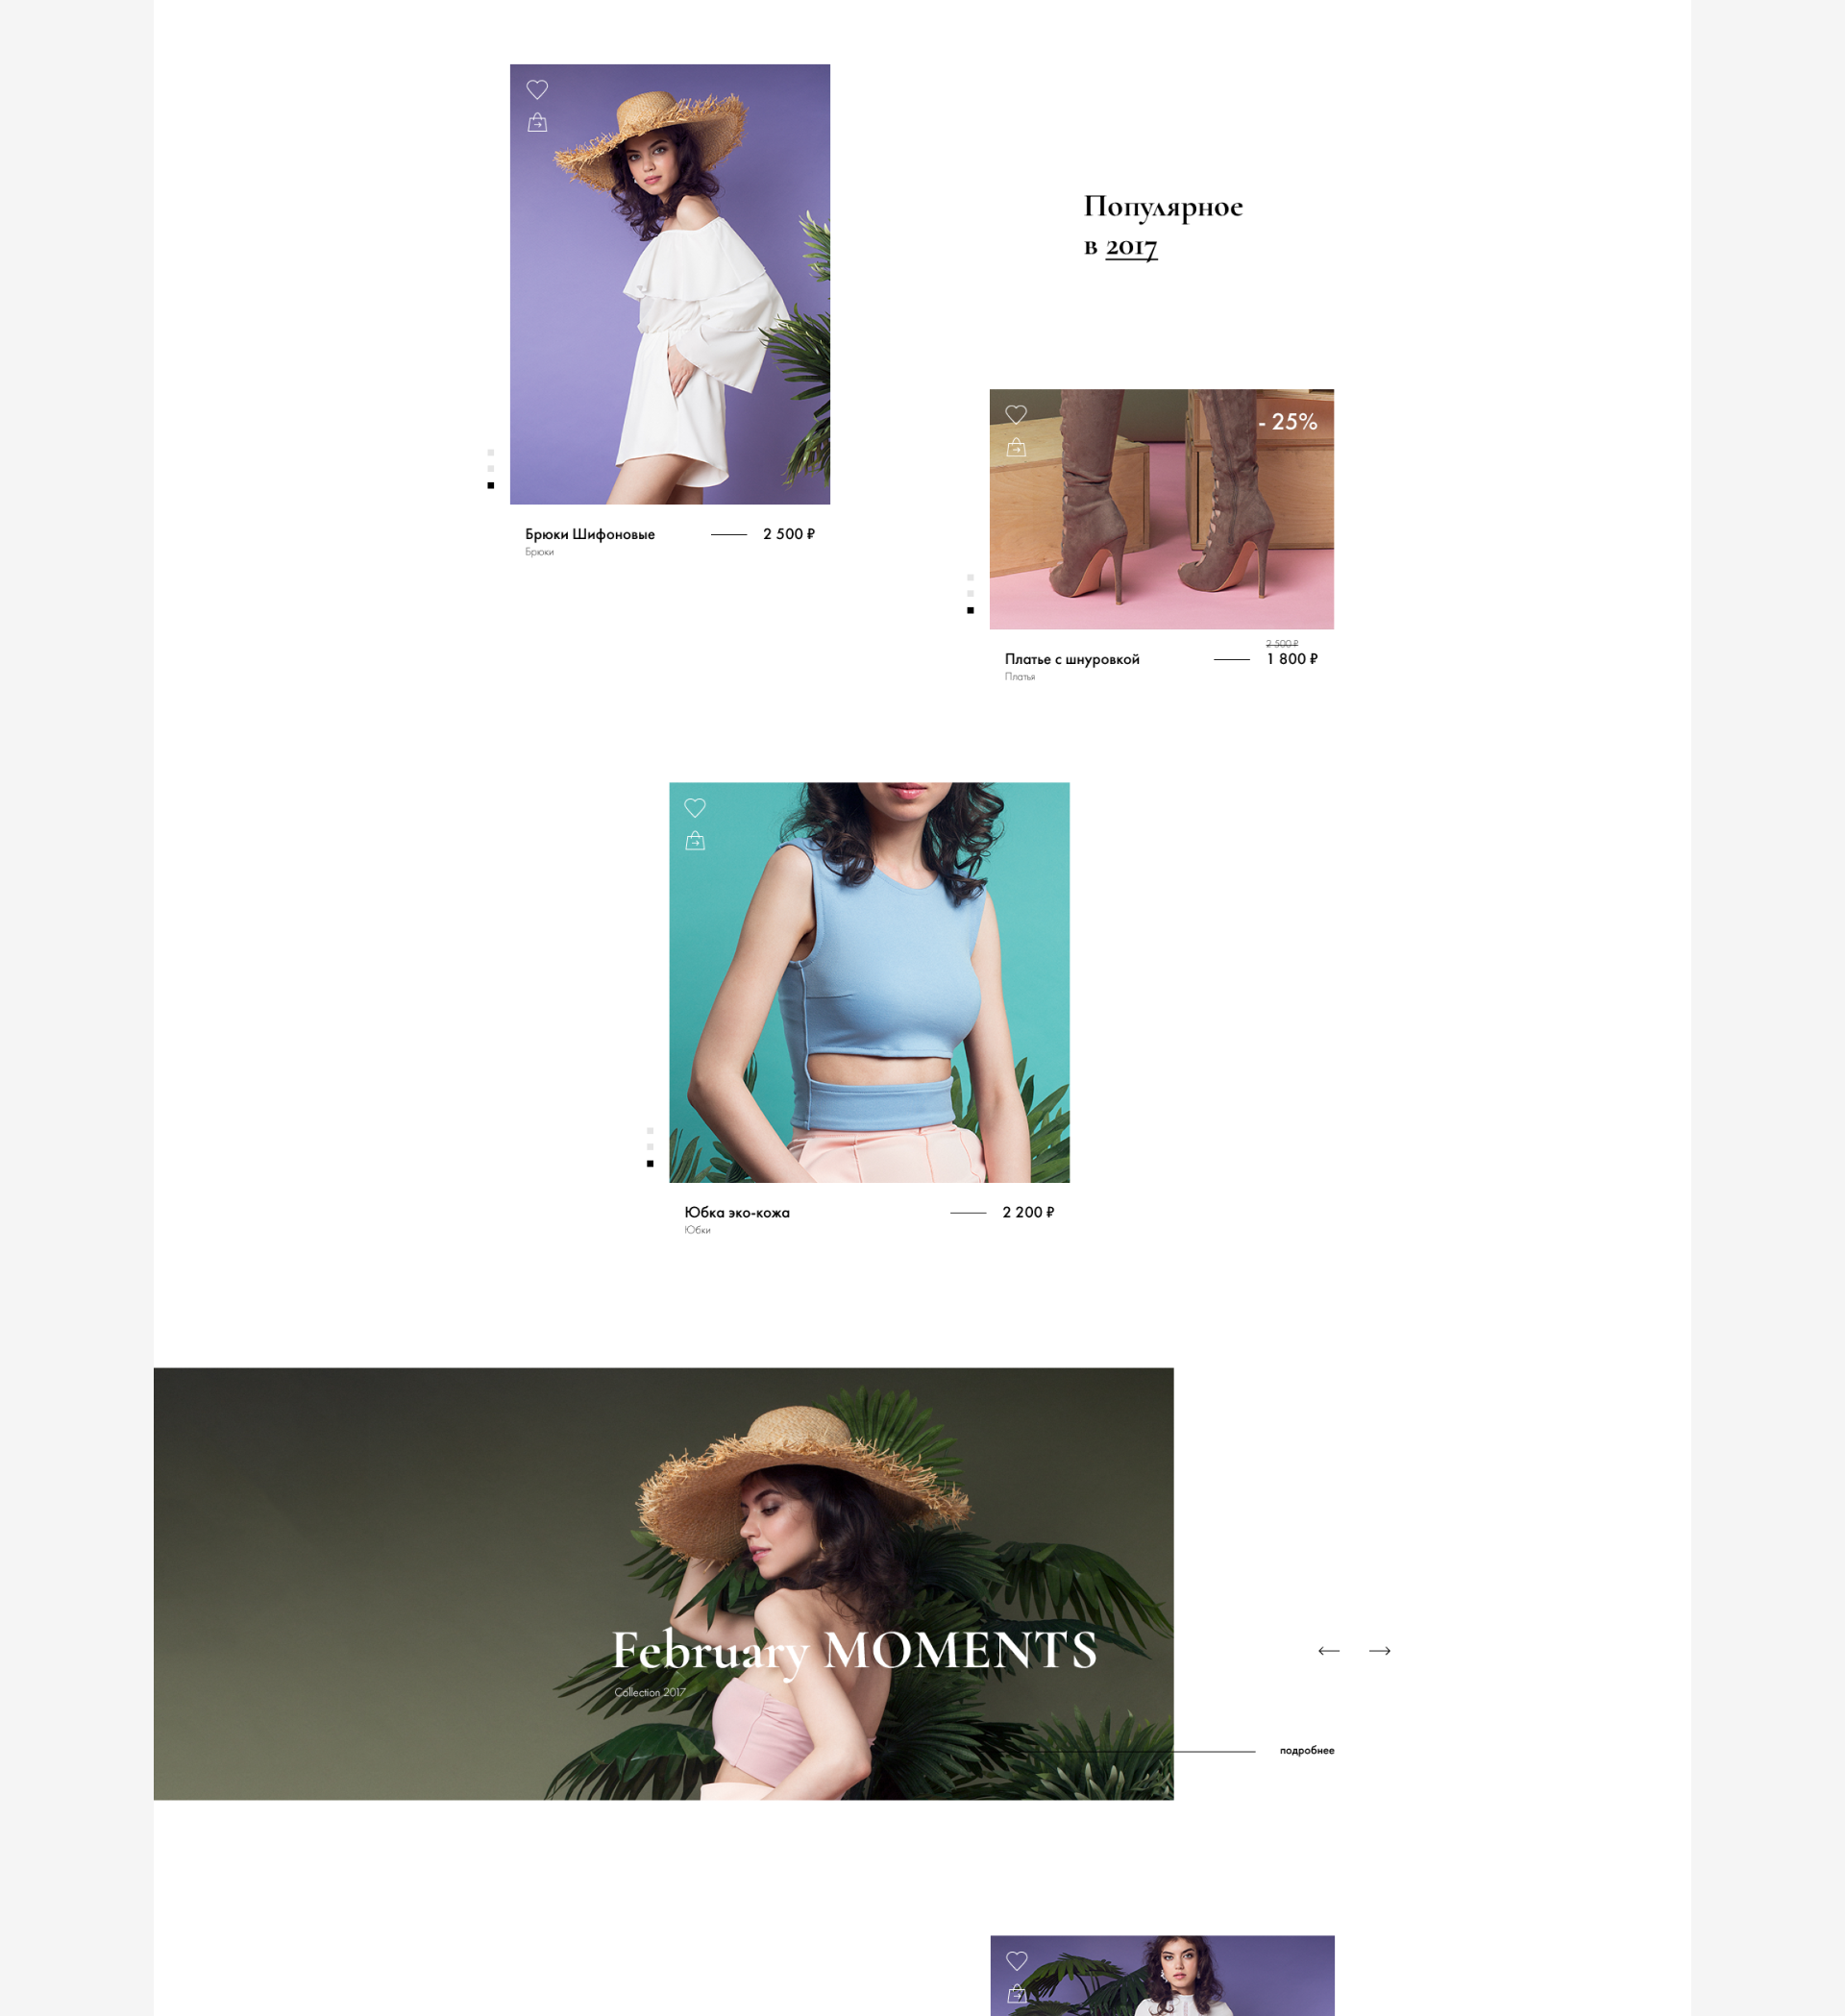 Популярное
в 2017
Брюки Шифоновые 2 500 ₽
Брюки
- 25%
2 500 ₽
Платье с шнуровкой 1 800 ₽
Платья
Юбка эко-кожа 2 200 ₽
Юбки
February MOMENTS
Collection 2017
подробнее